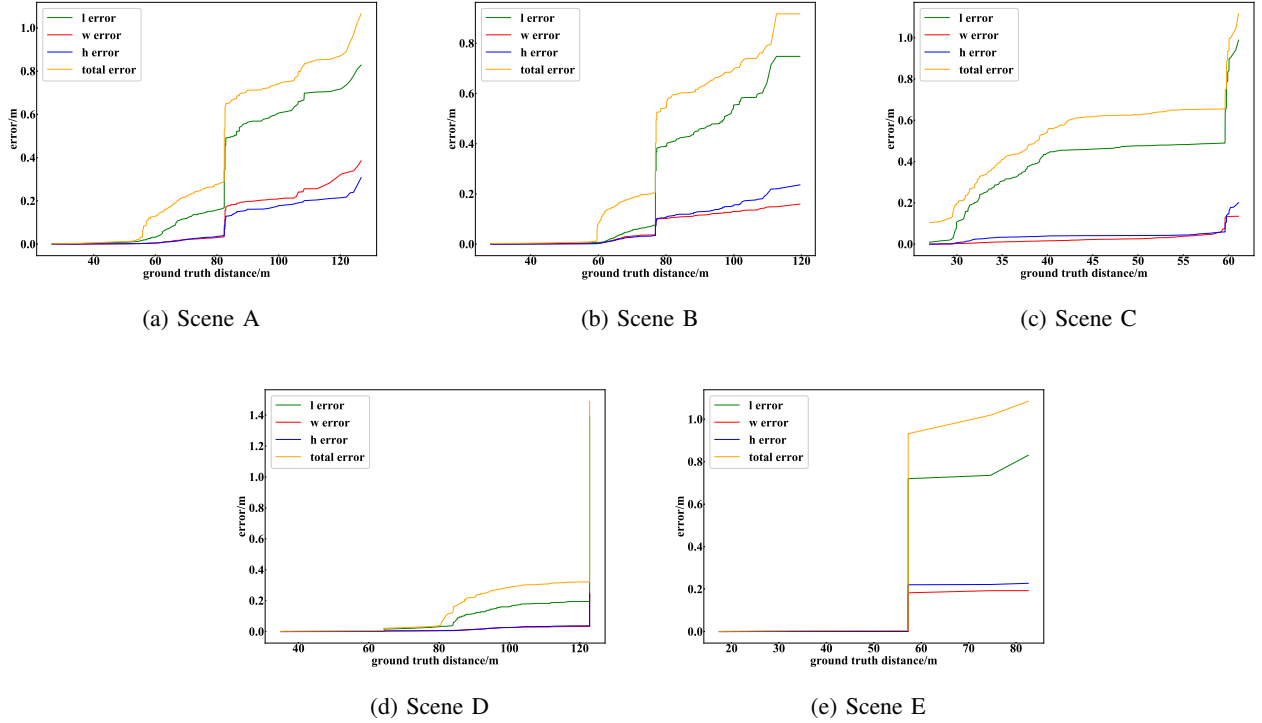 l error
w error
h error
total error
1.0
0.8
0.6
0.4
0.2
0.0
error/m
40 60 80 100 120
ground truth distance/m
(a) Scene A
l error
w error
h error
total error
0.8
0.6
0.4
0.2
0.0
error/m
40 60 80 100 120
ground truth distance/m
(b) Scene B
l error
w error
h error
total error
1.0
0.8
0.6
0.4
0.2
0.0
error/m
30 35 40 45 50 55 60
ground truth distance/m
(c) Scene C
l error
w error
h error
total error
1.4
1.2
1.0
0.8
0.6
0.4
0.2
0.0
error/m
40 60 80 100 120
ground truth distance/m
(d) Scene D
l error
w error
h error
total error
1.0
0.8
0.6
0.4
0.2
0.0
error/m
20 30 40 50 60 70 80
ground truth distance/m
(e) Scene E